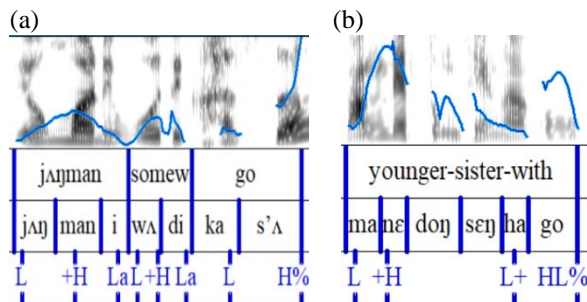 (a)
jʌŋman somew go
jʌŋ man i wʌ di ka s'ʌ
L +H La L +H La L H%
(b)
younger-sister-with
ma nɛ doŋ sɛŋ ha go
L +H L+ HL%